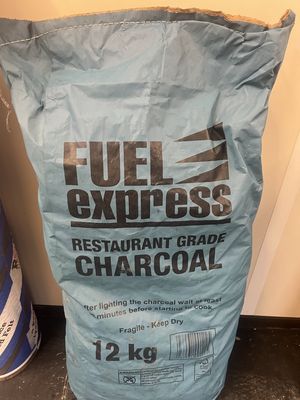 FUEL
express
RESTAURANT GRADE
CHARCOAL
After lighting the charcoal wait at least
minutes before starting to cook
Fragile - Keep Dry
12 kg